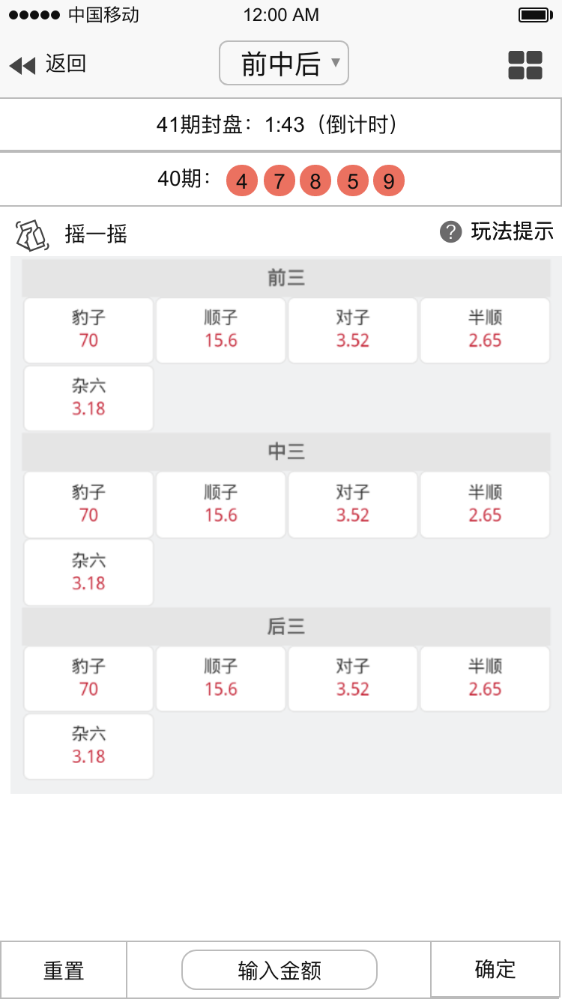 中国移动 12:00 AM
返回 前中后
41期封盘：1:43（倒计时）
40期： 4 7 8 5 9
摇一摇 ? 玩法提示
前三
豹子 顺子 对子 半顺
70 15.6 3.52 2.65
杂六
3.18
中三
豹子 顺子 对子 半顺
70 15.6 3.52 2.65
杂六
3.18
后三
豹子 顺子 对子 半顺
70 15.6 3.52 2.65
杂六
3.18
重置 输入金额 确定